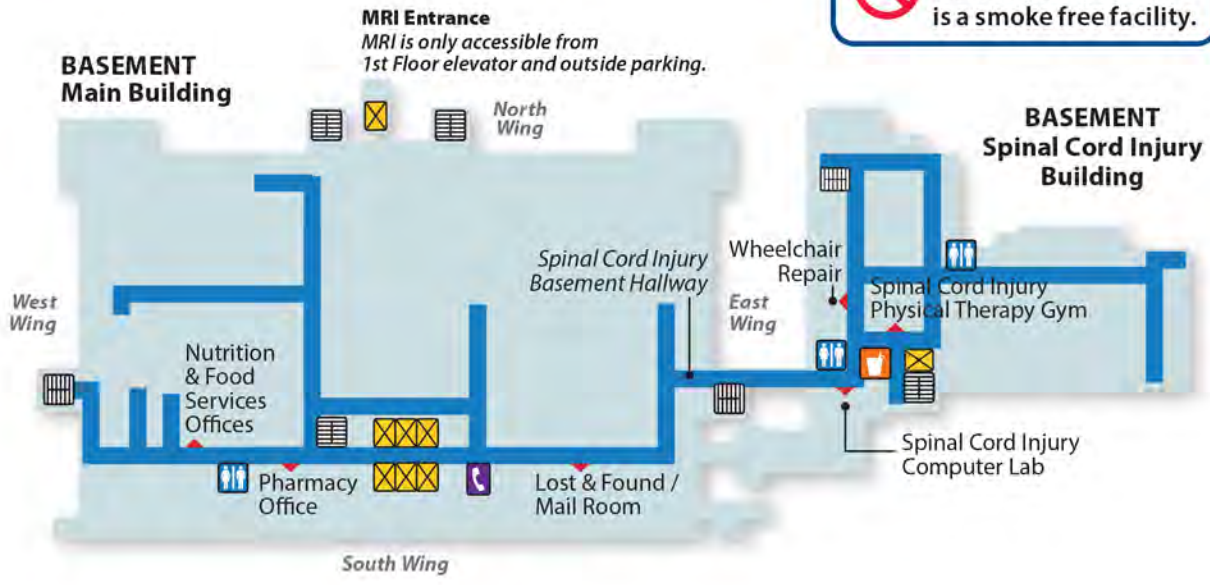 MRI Entrance
MRI is only accessible from
1st Floor elevator and outside parking.
is a smoke free facility.
BASEMENT
Main Building
North
Wing
BASEMENT
Spinal Cord Injury
Building
Spinal Cord Injury
Basement Hallway
Wheelchair
Repair
West
Wing
East
Wing
Spinal Cord Injury
Physical Therapy Gym
Nutrition
& Food
Services
Offices
Spinal Cord Injury
Computer Lab
Pharmacy
Office
Lost & Found /
Mail Room
South Wing